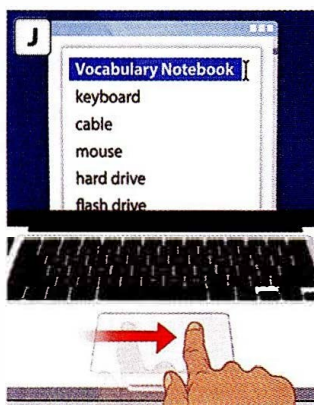 J
Vocabulary Notebook
keyboard
cable
mouse
hard drive
flash drive